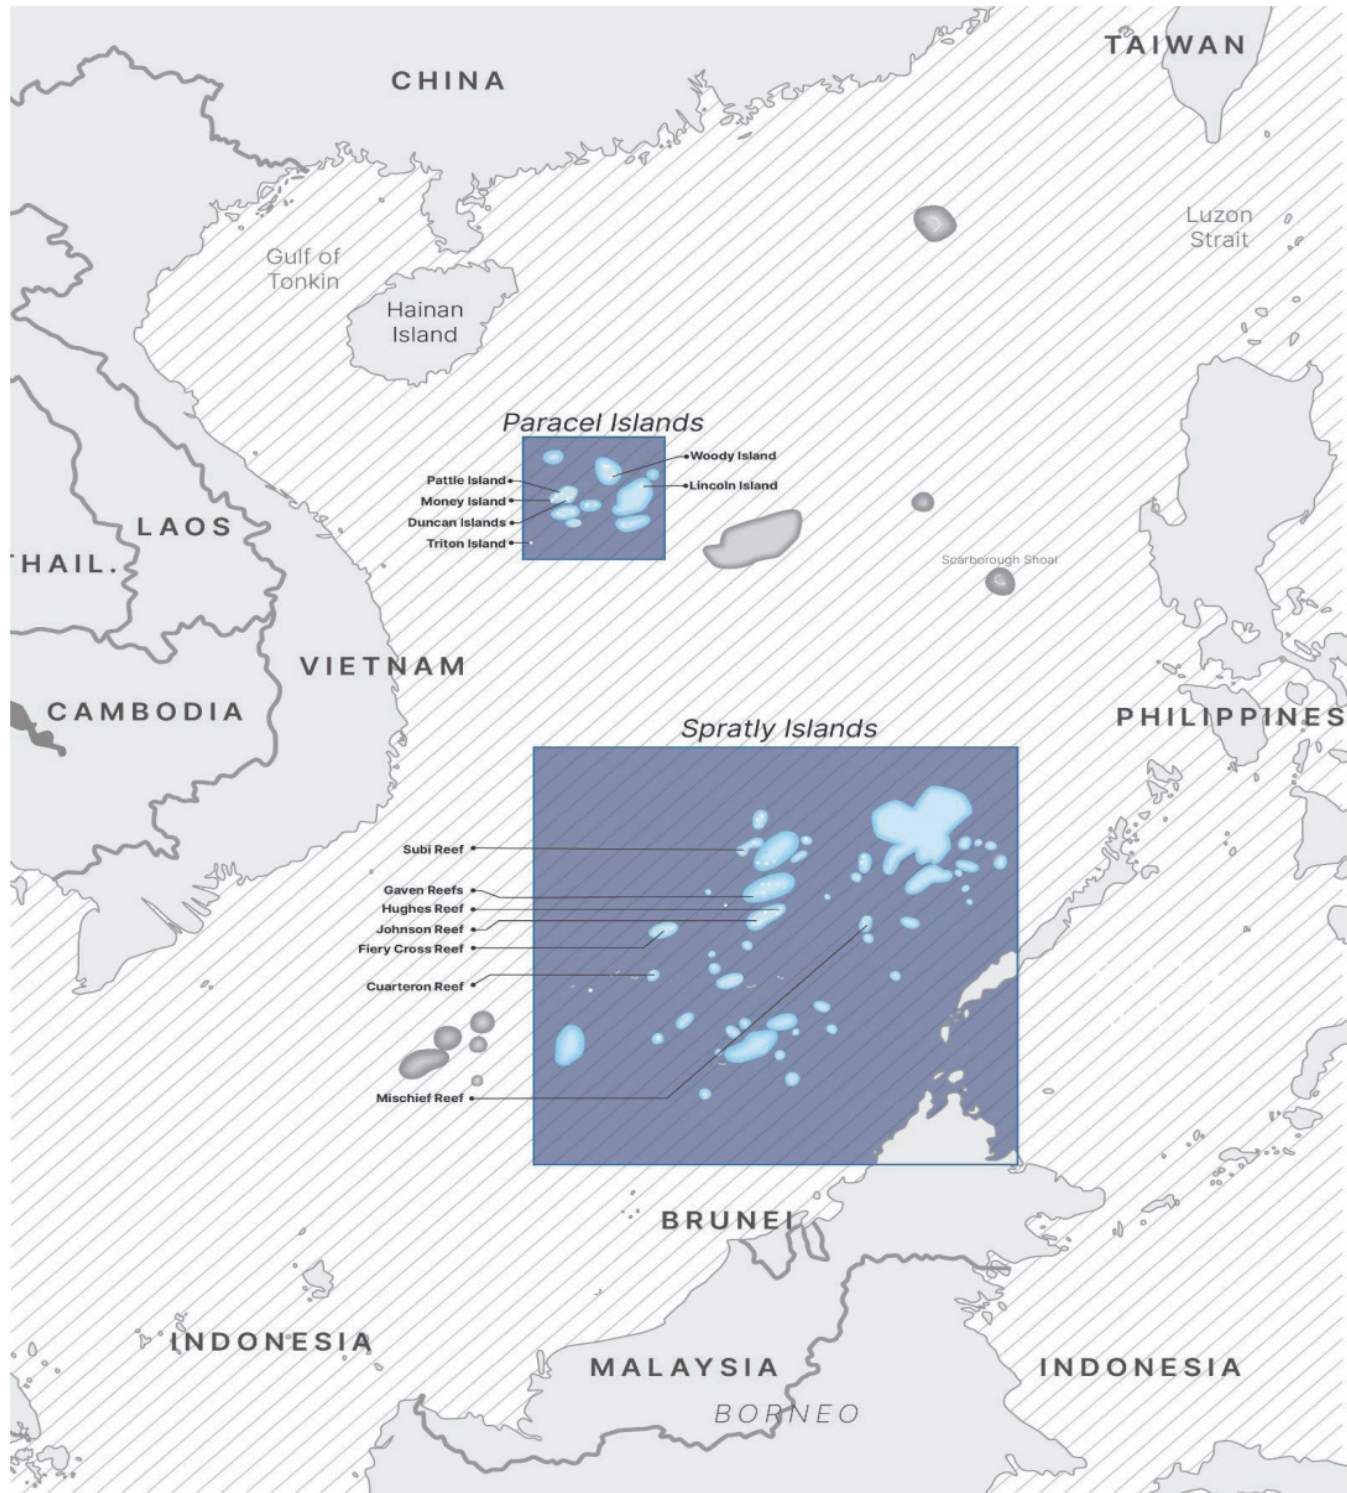 TAIWAN
CHINA
Luzon
Strait
Gulf of
Tonkin
Hainan
Island
Paracel Islands
Woody Island
Pattle Island
Lincoln Island
Money Island
Duncan Islands
Triton Island
LAOS
THAIL.
Scarborough Shoal
VIETNAM
CAMBODIA
PHILIPPINES
Spratly Islands
Subi Reef
Gaven Reefs
Hughes Reef
Johnson Reef
Fiery Cross Reef
Cuarteron Reef
Mischief Reef
BRUNEI
INDONESIA
MALAYSIA
INDONESIA
BORNEO